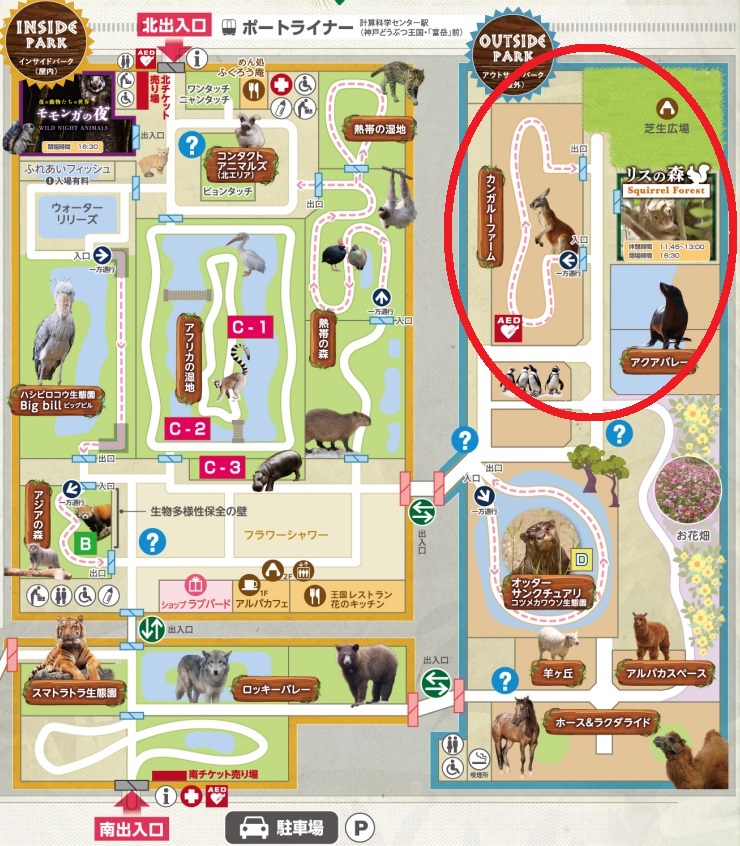 INSIDE
PARK
インサイドパーク
(屋内)
北出入口
ポートライナー
計算科学センター駅
(神戸どうぶつ王国・「富岳」前)
OUTSIDE
PARK
アウトサイドパーク
AED
i
北チケット
売り場
夜の動物たちの世界
モモンガの夜
WILD NIGHT ANIMALS
開場時間 16:30
出入口
ワンタッチ
ニャンタッチ
めん処
ふくろう庵
熱帯の湿地
?
コンタクト
アニマルズ
(北エリア)
ピョンタッチ
出口
ふれあいフィッシュ
入場有料
ウォーター
リリーズ
入口
一方通行
ハシビロコウ生態園
Big bill ビッグビル
出口
アフリカの湿地
C-1
C-2
C-3
熱帯の森
一方通行
入口
カンガルーファーム
出口
入口
一方通行
AED
芝生広場
リスの森
Squirrel Forest
休憩時間 11:45~13:00
閉場時間 16:30
アクアバレー
?
?
アジアの森
入口
一方通行
B
出口
生物多様性保全の壁
?
フラワーシャワー
出入口
ショップ ラブバード
1F
アルパカカフェ
2F
王国レストラン
花のキッチン
出口
入口
一方通行
D
オッター
サンクチュアリ
コツメカワウソ生態園
お花畑
出入口
スマトラトラ生態園
ロッキーバレー
出入口
?
羊ヶ丘
アルパカスペース
ホース&ラクダライド
喫煙所
南チケット売り場
i
AED
南出入口
駐車場
P